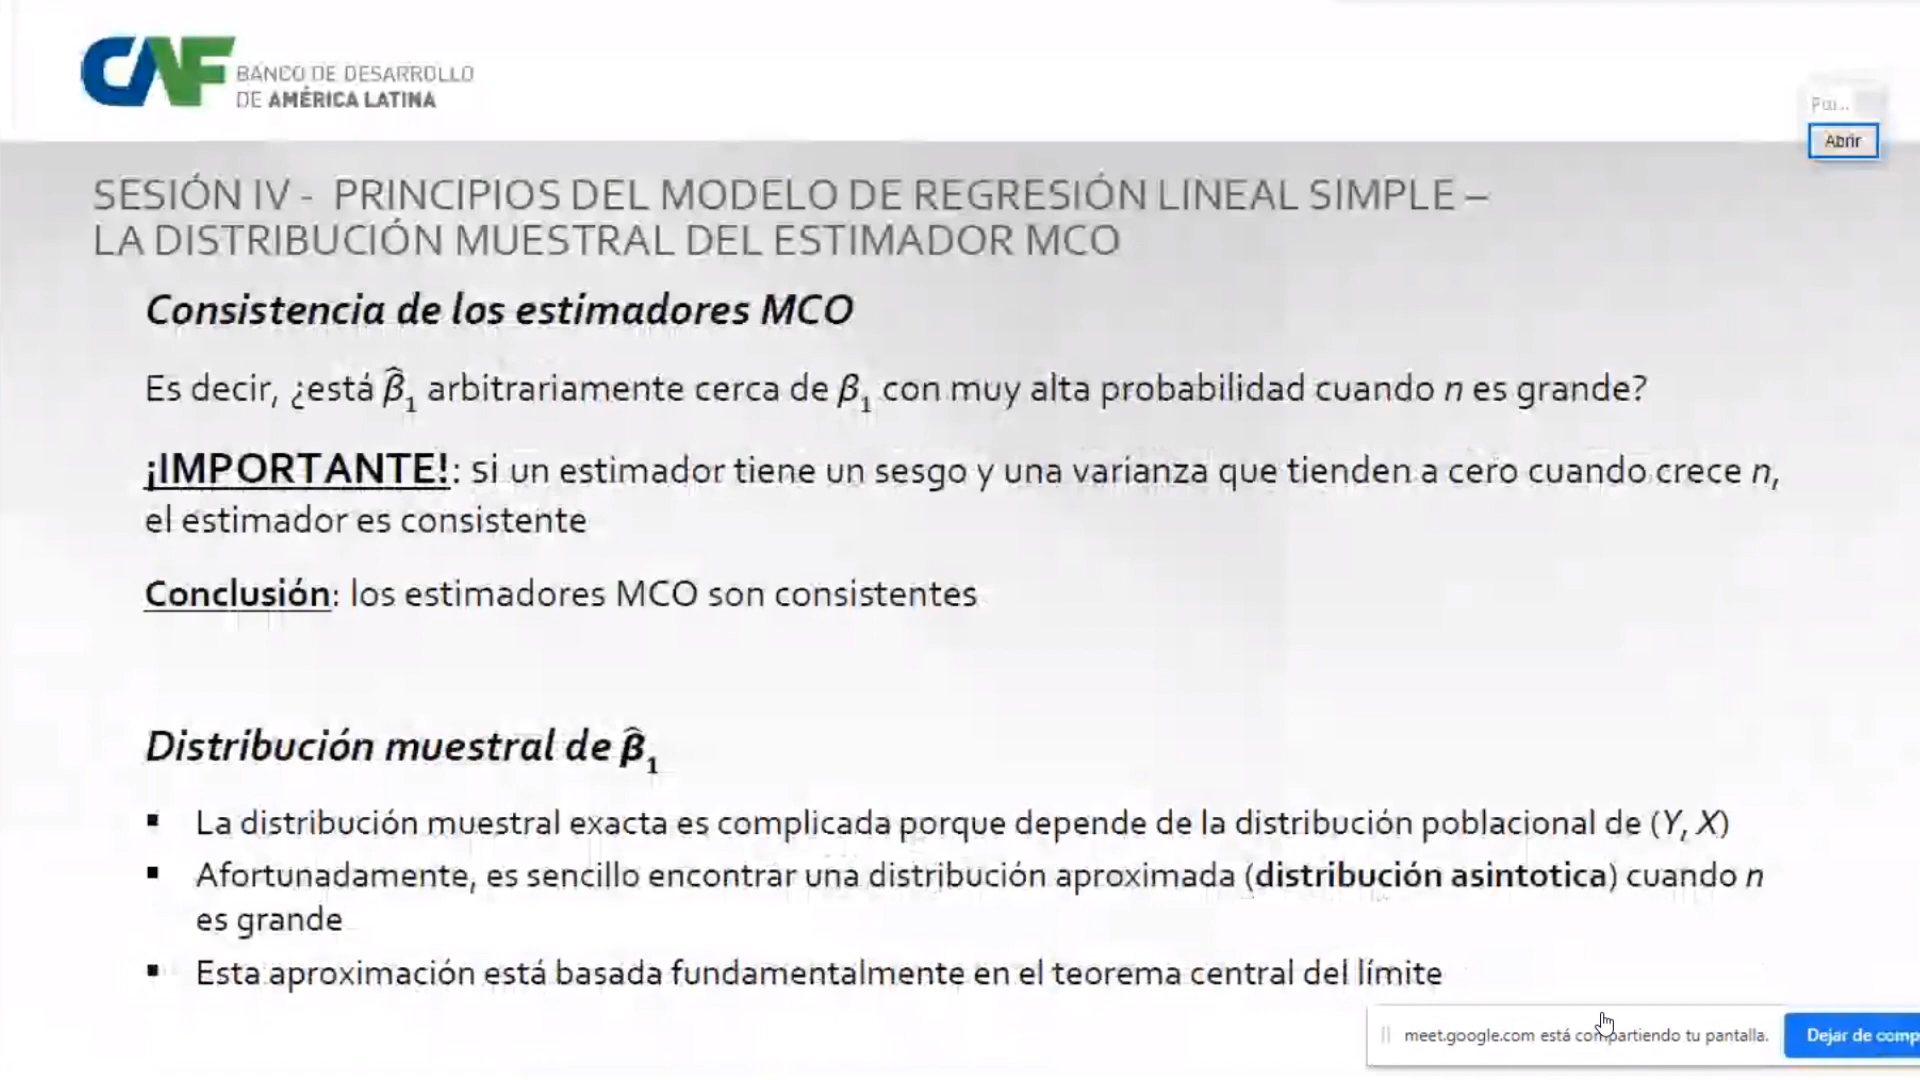 CAF BANCO DE DESARROLLO
DE AMÉRICA LATINA
Abrir
SESIÓN IV - PRINCIPIOS DEL MODELO DE REGRESIÓN LINEAL SIMPLE –
LA DISTRIBUCIÓN MUESTRAL DEL ESTIMADOR MCO
Consistencia de los estimadores MCO
Es decir, ¿está β̂₁ arbitrariamente cerca de β₁ con muy alta probabilidad cuando n es grande?
¡IMPORTANTE!: si un estimador tiene un sesgo y una varianza que tienden a cero cuando crece n,
el estimador es consistente
Conclusión: los estimadores MCO son consistentes
Distribución muestral de β̂₁
▪ La distribución muestral exacta es complicada porque depende de la distribución poblacional de (Y, X)
▪ Afortunadamente, es sencillo encontrar una distribución aproximada (distribución asintotica) cuando n
es grande
▪ Esta aproximación está basada fundamentalmente en el teorema central del límite
meet.google.com está compartiendo tu pantalla.
Dejar de comp